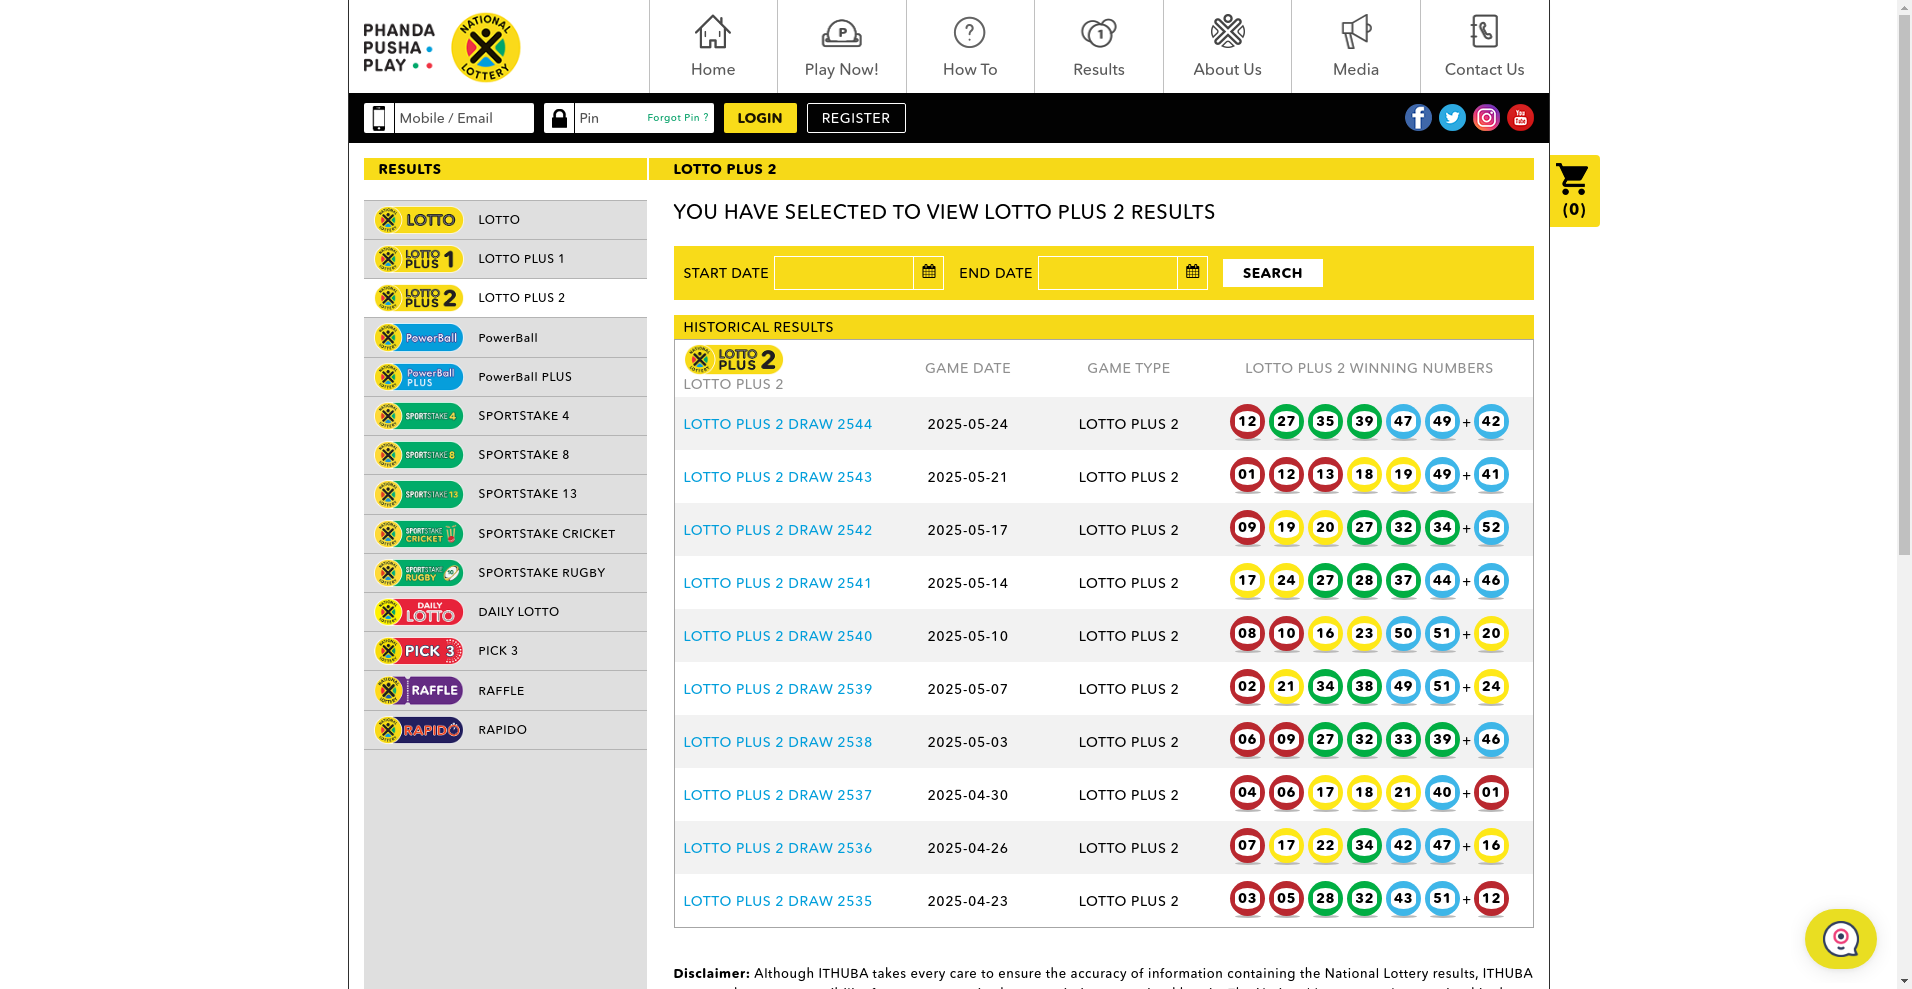 PHANDA
PUSHA
PLAY
NATIONAL
LOTTERY
Home
Play Now!
How To
Results
About Us
Media
Contact Us
Mobile / Email
Pin
Forgot Pin ?
LOGIN
REGISTER
RESULTS
LOTTO PLUS 2
(0)
LOTTO LOTTO
LOTTO PLUS 1 LOTTO PLUS 1
LOTTO PLUS 2 LOTTO PLUS 2
PowerBall PowerBall
PowerBall PLUS PowerBall PLUS
SPORTSTAKE 4 SPORTSTAKE 4
SPORTSTAKE 8 SPORTSTAKE 8
SPORTSTAKE 13 SPORTSTAKE 13
SPORTSTAKE CRICKET SPORTSTAKE CRICKET
SPORTSTAKE RUGBY SPORTSTAKE RUGBY
DAILY LOTTO DAILY LOTTO
PICK 3 PICK 3
RAFFLE RAFFLE
RAPIDO RAPIDO
YOU HAVE SELECTED TO VIEW LOTTO PLUS 2 RESULTS
START DATE END DATE SEARCH
HISTORICAL RESULTS
LOTTO PLUS 2
LOTTO PLUS 2 GAME DATE GAME TYPE LOTTO PLUS 2 WINNING NUMBERS
LOTTO PLUS 2 DRAW 2544 2025-05-24 LOTTO PLUS 2 12 27 35 39 47 49 + 42
LOTTO PLUS 2 DRAW 2543 2025-05-21 LOTTO PLUS 2 01 12 13 18 19 49 + 41
LOTTO PLUS 2 DRAW 2542 2025-05-17 LOTTO PLUS 2 09 19 20 27 32 34 + 52
LOTTO PLUS 2 DRAW 2541 2025-05-14 LOTTO PLUS 2 17 24 27 28 37 44 + 46
LOTTO PLUS 2 DRAW 2540 2025-05-10 LOTTO PLUS 2 08 10 16 23 50 51 + 20
LOTTO PLUS 2 DRAW 2539 2025-05-07 LOTTO PLUS 2 02 21 34 38 49 51 + 24
LOTTO PLUS 2 DRAW 2538 2025-05-03 LOTTO PLUS 2 06 09 27 32 33 39 + 46
LOTTO PLUS 2 DRAW 2537 2025-04-30 LOTTO PLUS 2 04 06 17 18 21 40 + 01
LOTTO PLUS 2 DRAW 2536 2025-04-26 LOTTO PLUS 2 07 17 22 34 42 47 + 16
LOTTO PLUS 2 DRAW 2535 2025-04-23 LOTTO PLUS 2 03 05 28 32 43 51 + 12
Disclaimer: Although ITHUBA takes every care to ensure the accuracy of information containing the National Lottery results, ITHUBA